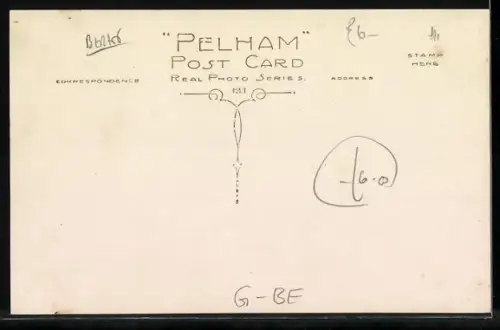 £6-
"PELHAM"
POST CARD
REAL PHOTO SERIES.
CORRESPONDENCE
ADDRESS
STAMP
HERE
-/6-0
G-BE